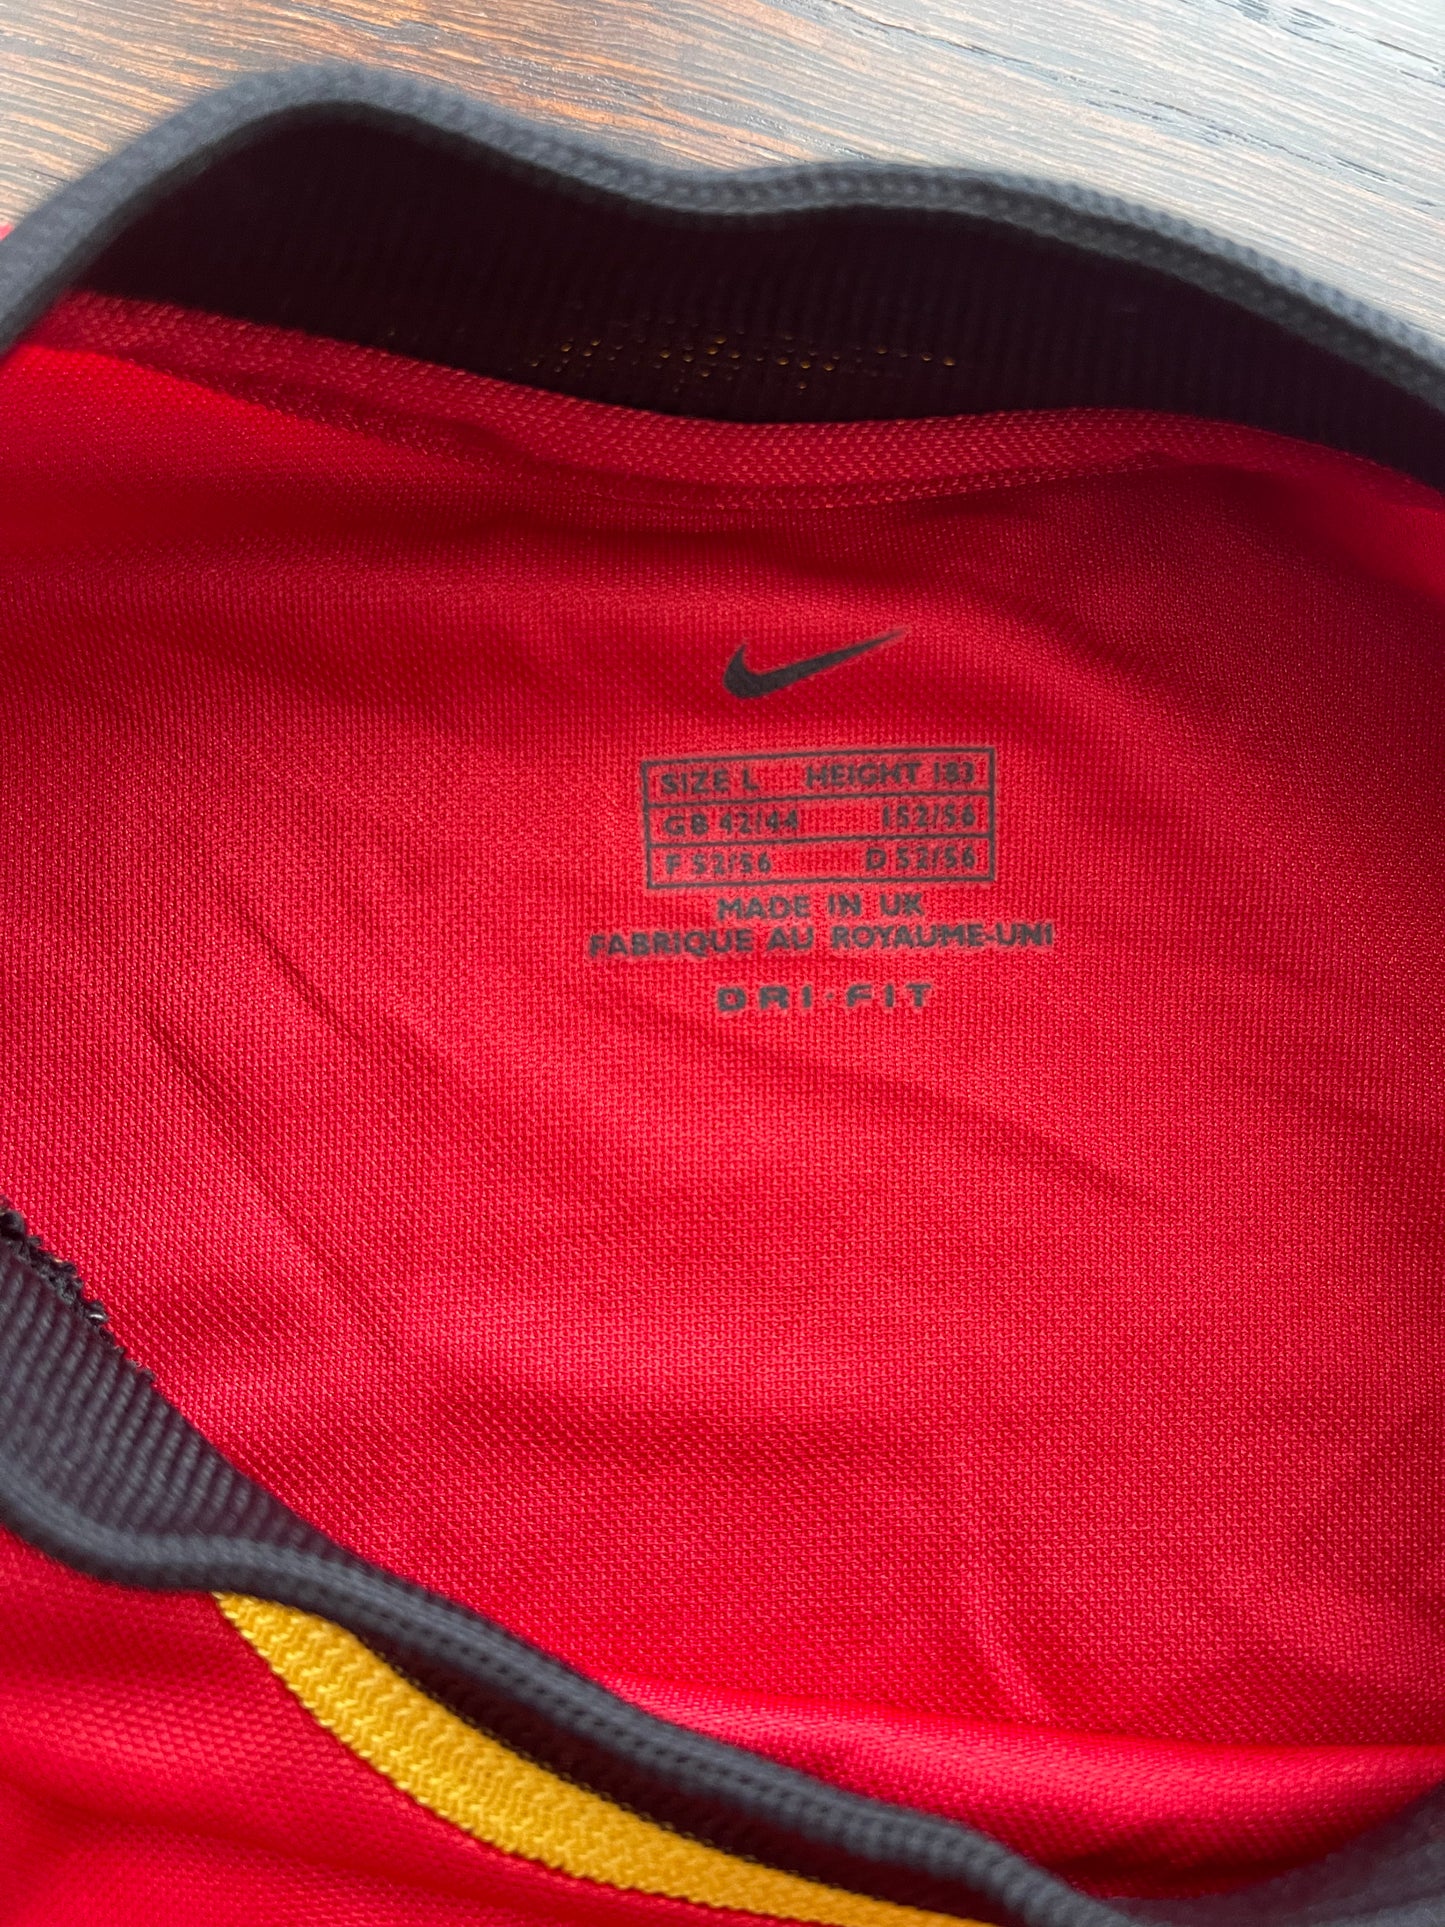 SIZE L HEIGHT 183
GB 42/44 I 52/56
F 52/56 D 52/56
MADE IN UK
FABRIQUE AU ROYAUME-UNI
DRI·FIT